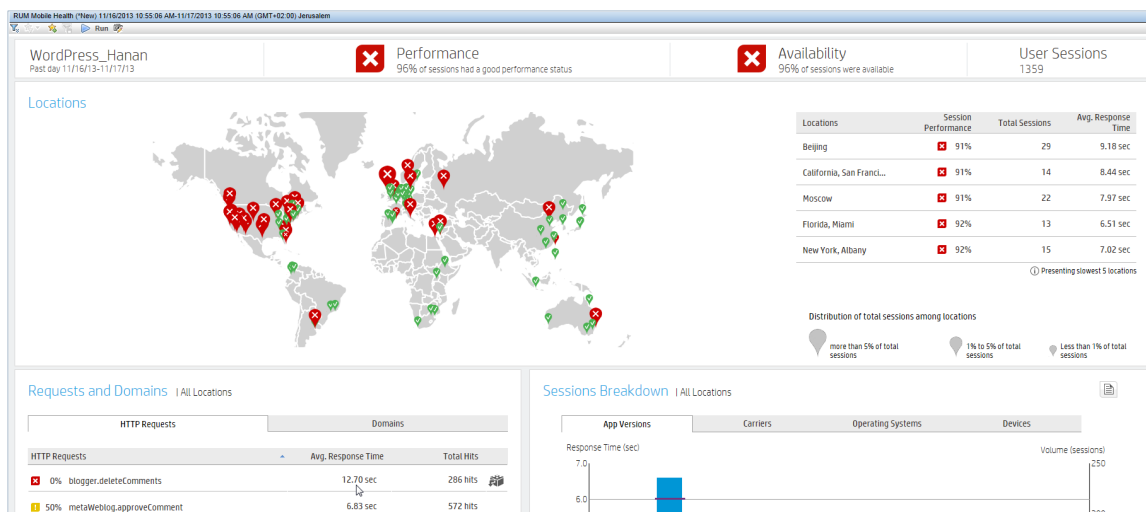 RUM Mobile Health (*New) 11/16/2013 10:55:06 AM-11/17/2013 10:55:06 AM (GMT+02:00) Jerusalem
Run
WordPress_Hanan
Past day 11/16/13-11/17/13
Performance
96% of sessions had a good performance status
Availability
96% of sessions were available
User Sessions
1359
Locations
Locations Session Performance Total Sessions Avg. Response Time
Beijing 91% 29 9.18 sec
California, San Franci... 91% 14 8.44 sec
Moscow 91% 22 7.97 sec
Florida, Miami 92% 13 6.51 sec
New York, Albany 92% 15 7.02 sec
Presenting slowest 5 locations
Distribution of total sessions among locations
more than 5% of total sessions
1% to 5% of total sessions
Less than 1% of total sessions
Requests and Domains | All Locations
HTTP Requests Domains
HTTP Requests Avg. Response Time Total Hits
0% blogger.deleteComments 12.70 sec 286 hits
50% metaWeblog.approveComment 6.83 sec 572 hits
Sessions Breakdown | All Locations
App Versions Carriers Operating Systems Devices
Response Time (sec) Volume (sessions)
7.0 250
6.0